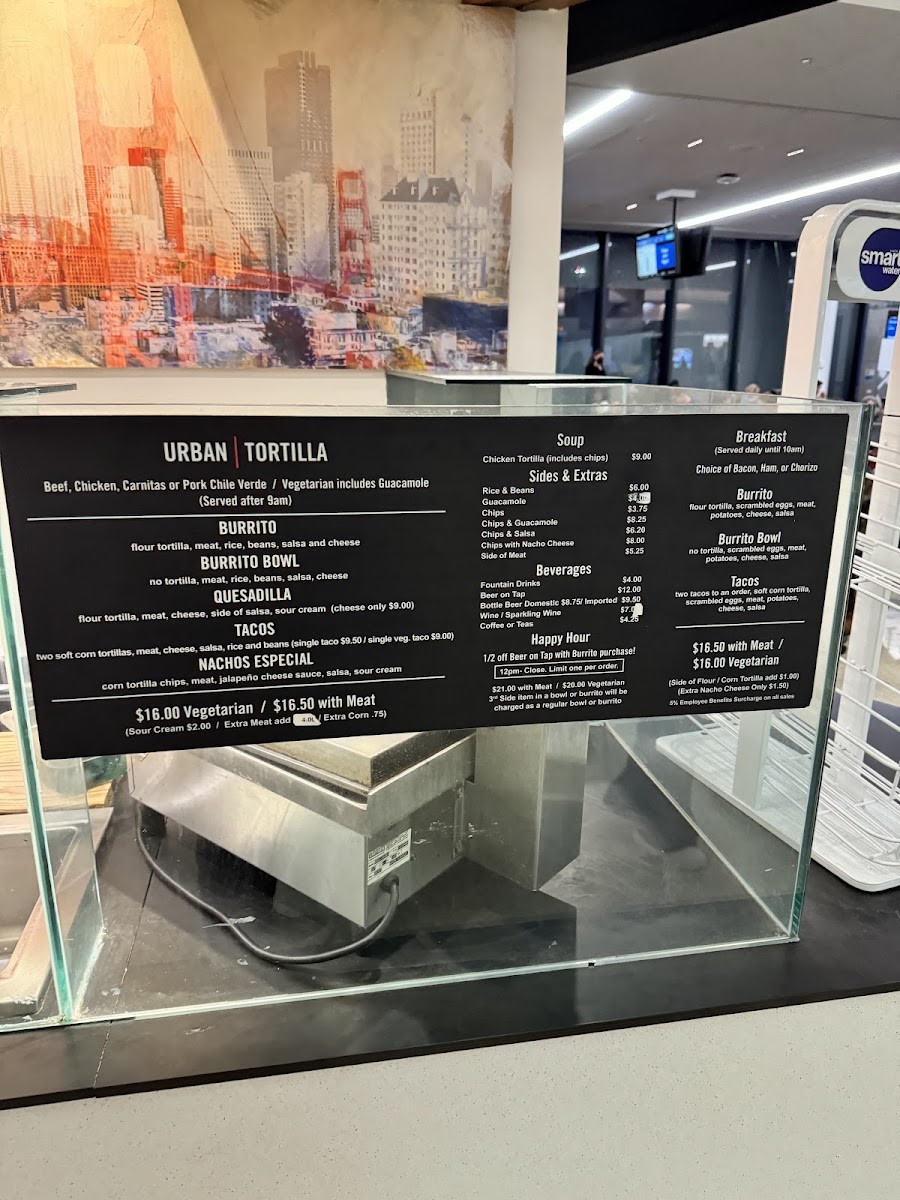 smart
water
URBAN | TORTILLA
Beef, Chicken, Carnitas or Pork Chile Verde / Vegetarian includes Guacamole
(Served after 9am)
BURRITO
flour tortilla, meat, rice, beans, salsa and cheese
BURRITO BOWL
no tortilla, meat, rice, beans, salsa, cheese
QUESADILLA
flour tortilla, meat, cheese, side of salsa, sour cream (cheese only $9.00)
TACOS
two soft corn tortillas, meat, cheese, salsa, rice and beans (single taco $9.50 / single veg. taco $9.00)
NACHOS ESPECIAL
corn tortilla chips, meat, jalapeño cheese sauce, salsa, sour cream
$16.00 Vegetarian / $16.50 with Meat
(Sour Cream $2.00 / Extra Meat add 4.00 / Extra Corn .75)
Soup
Chicken Tortilla (includes chips) $9.00
Sides & Extras
Rice & Beans $6.00
Guacamole
Chips $3.75
Chips & Guacamole $8.25
Chips & Salsa $6.20
Chips with Nacho Cheese $8.00
Side of Meat $5.25
Beverages
Fountain Drinks $4.00
Beer on Tap $12.00
Bottle Beer Domestic $8.75/ Imported $9.50
Wine / Sparkling Wine
Coffee or Teas $4.25
Happy Hour
1/2 off Beer on Tap with Burrito purchase!
12pm- Close. Limit one per order.
$21.00 with Meat / $20.00 Vegetarian
3rd Side item in a bowl or burrito will be
charged as a regular bowl or burrito
Breakfast
(Served daily until 10am)
Choice of Bacon, Ham, or Chorizo
Burrito
flour tortilla, scrambled eggs, meat,
potatoes, cheese, salsa
Burrito Bowl
no tortilla, scrambled eggs, meat,
potatoes, cheese, salsa
Tacos
two tacos to an order, soft corn tortilla,
scrambled eggs, meat, potatoes,
cheese, salsa
$16.50 with Meat /
$16.00 Vegetarian
(Side of Flour / Corn Tortilla add $1.00)
(Extra Nacho Cheese Only $1.50)
5% Employee Benefits Surcharge on all sales